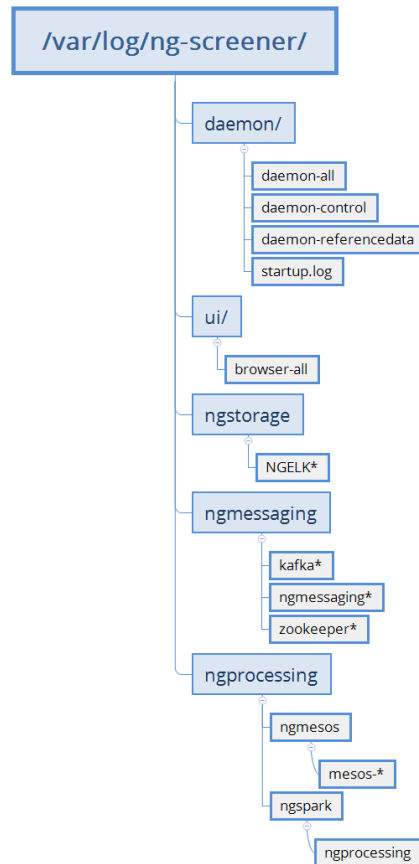 /var/log/ng-screener/
daemon/
daemon-all
daemon-control
daemon-referencedata
startup.log
ui/
browser-all
ngstorage
NGELK*
ngmessaging
kafka*
ngmessaging*
zookeeper*
ngprocessing
ngmesos
mesos-*
ngspark
ngprocessing